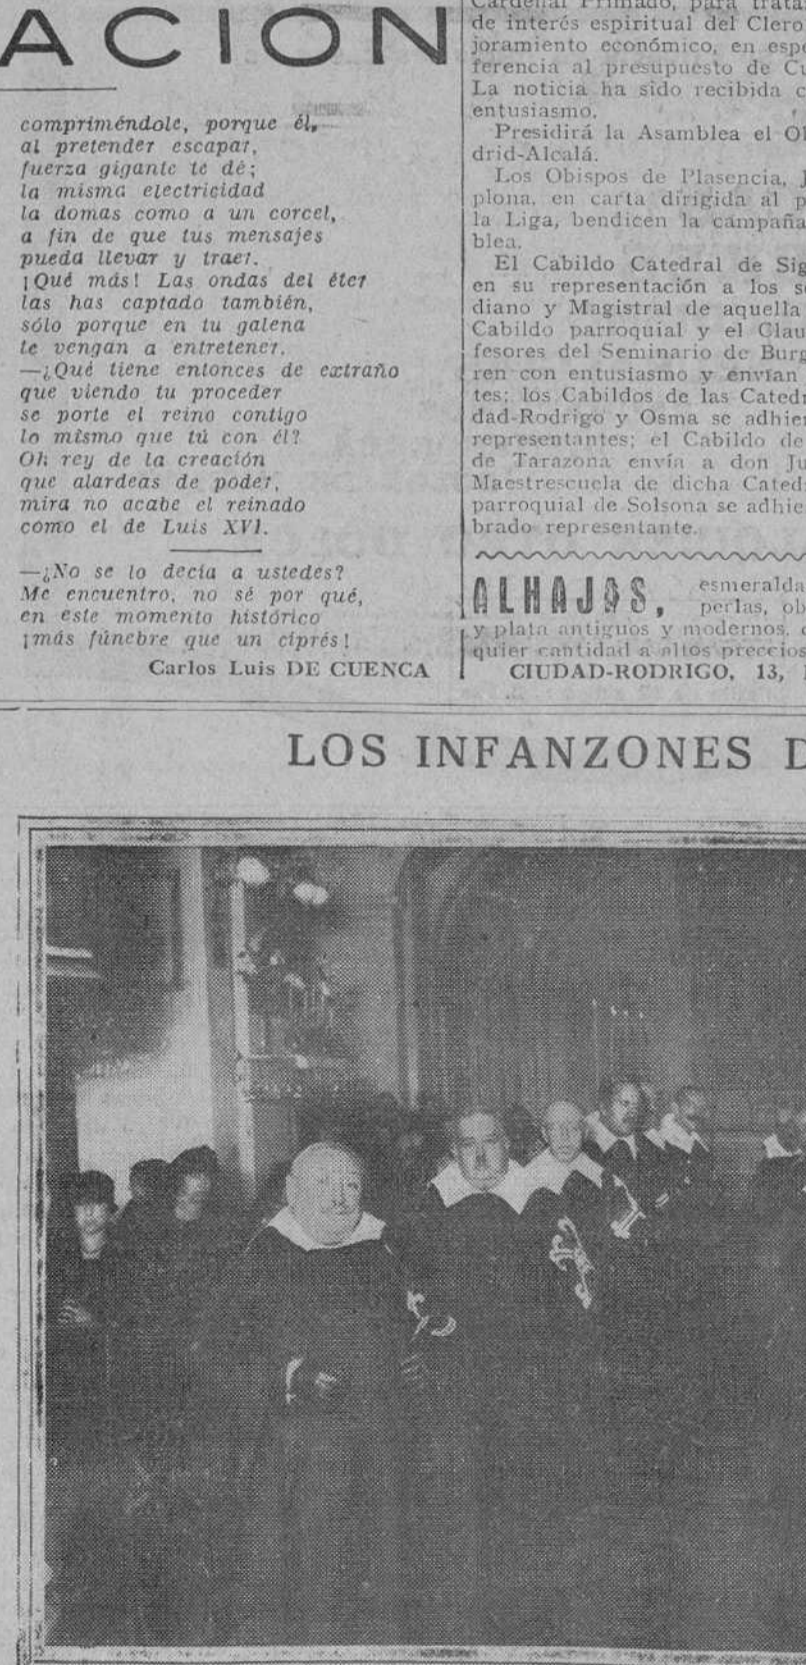 ACION
compriméndole, porque él,
al pretender escapar,
fuerza gigante te dé;
la misma electricidad
la domas como a un corcel,
a fin de que tus mensajes
pueda llevar y traer.
¡Qué más! Las ondas del éter
las has captado también,
sólo porque en tu galena
te vengan a entretener.
—¿Qué tiene entonces de extraño
que viendo tu proceder
se porte el reino contigo
lo mismo que tú con él?
Oh rey de la creación
que alardeas de poder,
mira no acabe el reinado
como el de Luis XVI.
—¿No se lo decía a ustedes?
Me encuentro, no sé por qué,
en este momento histórico
¡más fúnebre que un ciprés!
Carlos Luis DE CUENCA
Cardenal Primado, para trata
de interés espiritual del Clero
joramiento económico, en espe
ferencia al presupuesto de Cu
La noticia ha sido recibida c
entusiasmo.
Presidirá la Asamblea el Ob
drid-Alcalá.
Los Obispos de Plasencia, J
plona, en carta dirigida al p
la Liga, bendicen la campaña
blea.
El Cabildo Catedral de Sig
en su representación a los se
diano y Magistral de aquella
Cabildo parroquial y el Clau
fesores del Seminario de Burg
ren con entusiasmo y envían
tes; los Cabildos de las Catedr
dad-Rodrigo y Osma se adhier
representantes; el Cabildo de
de Tarazona envía a don Ju
Maestrescuela de dicha Catedr
parroquial de Solsona se adhie
brado representante.
ALHAJAS, esmeralda
perlas, ob
y plata antiguos y modernos, c
quier cantidad a altos preccios
CIUDAD-RODRIGO, 13,
LOS INFANZONES D